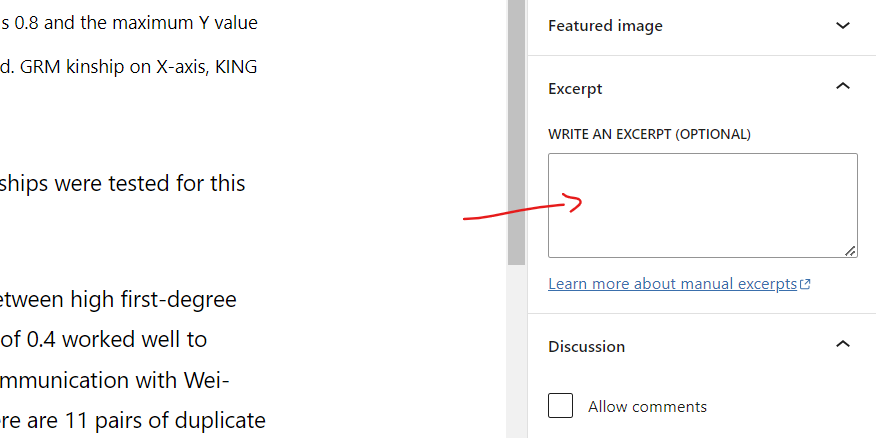 s 0.8 and the maximum Y value
d. GRM kinship on X-axis, KING
ships were tested for this
etween high first-degree
of 0.4 worked well to
mmunication with Wei-
re are 11 pairs of duplicate
Featured image
Excerpt
WRITE AN EXCERPT (OPTIONAL)
Learn more about manual excerpts
Discussion
Allow comments